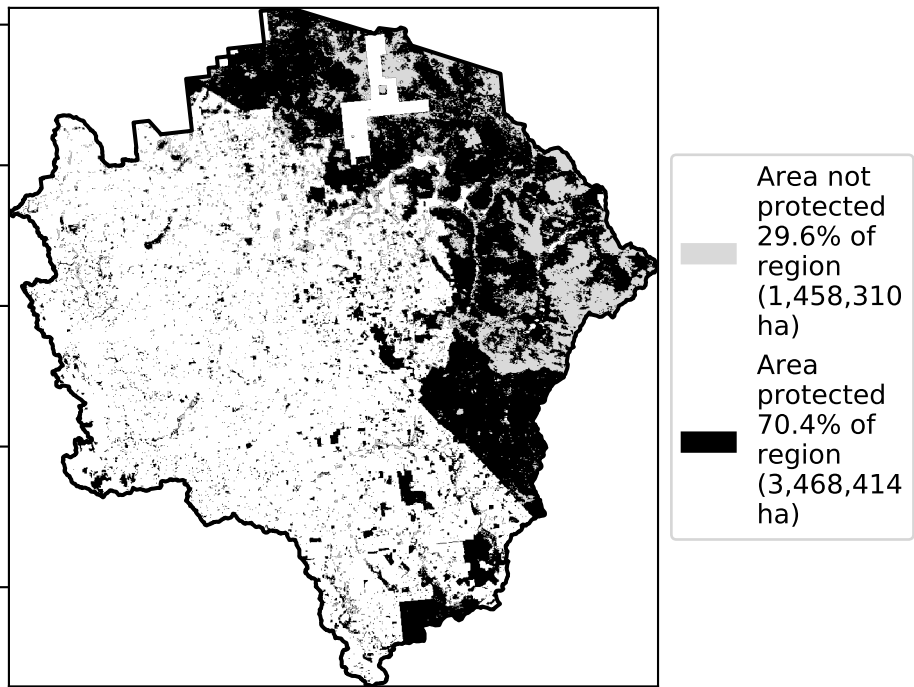 Area not
protected
29.6% of
region
(1,458,310
ha)
Area
protected
70.4% of
region
(3,468,414
ha)